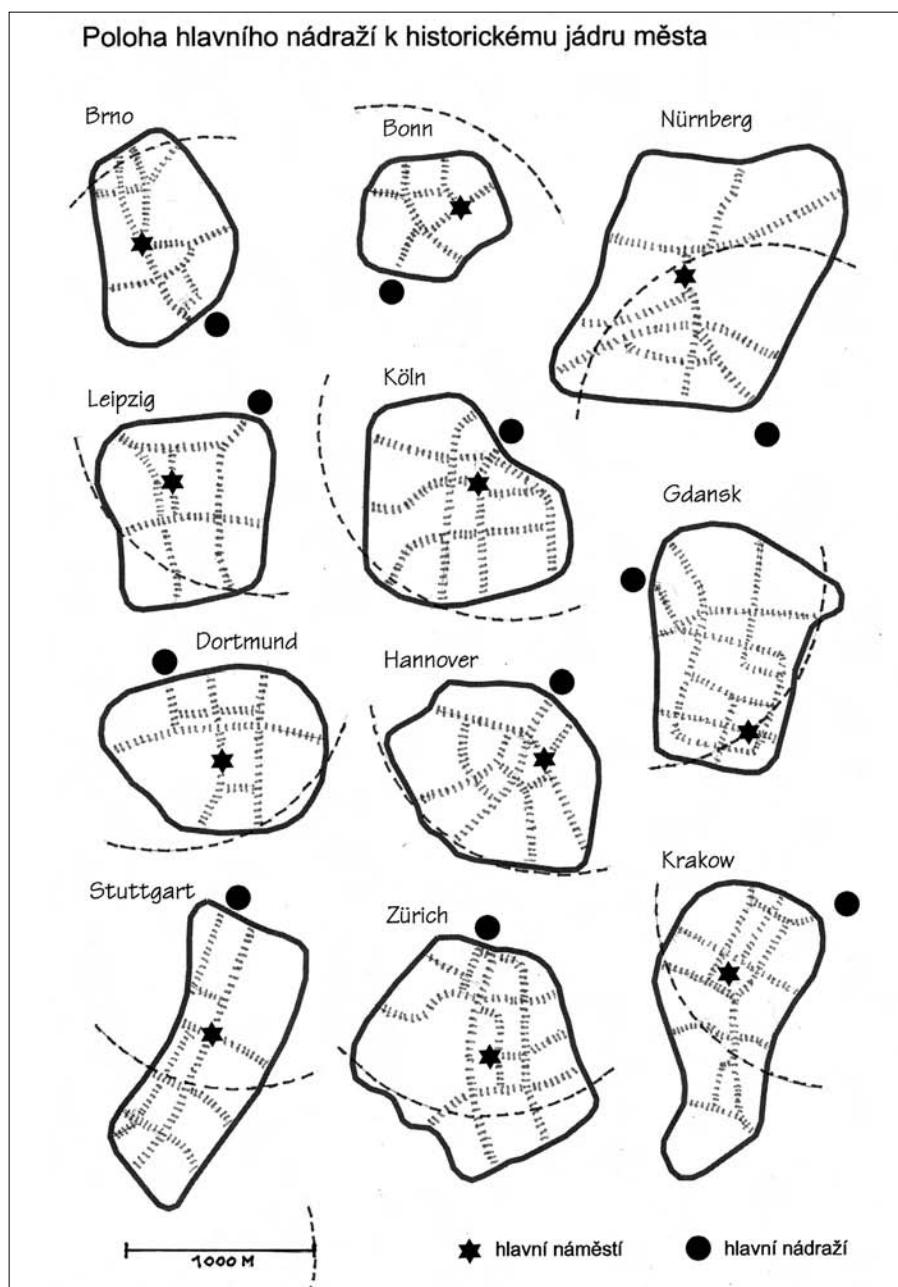 Poloha hlavního nádraží k historickému jádru města
Brno
Bonn
Nürnberg
Leipzig
Köln
Gdansk
Dortmund
Hannover
Stuttgart
Zürich
Krakow
1000 M
hlavní náměstí
hlavní nádraží